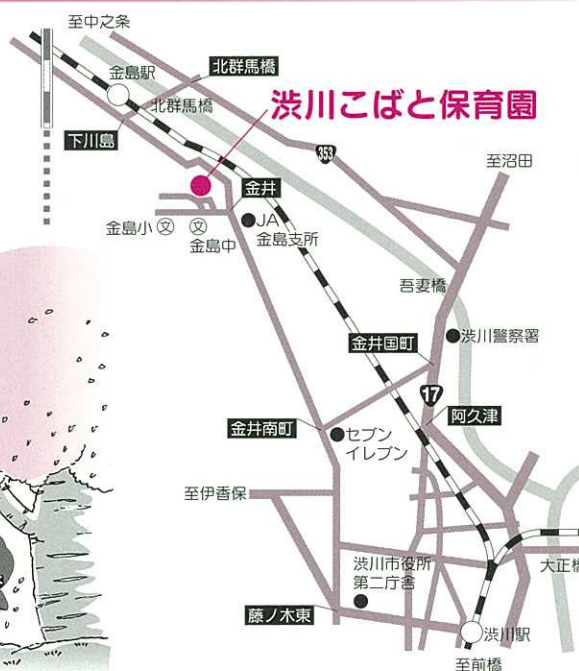 至中之条
金島駅
北群馬橋
北群馬橋
渋川こばと保育園
下川島
353
至沼田
金井
JA
金島支所
金島小
文
文
金島中
吾妻橋
渋川警察署
金井国町
17
阿久津
金井南町
セブン
イレブン
至伊香保
渋川市役所
第二庁舎
大正橋
藤ノ木東
渋川駅
至前橋